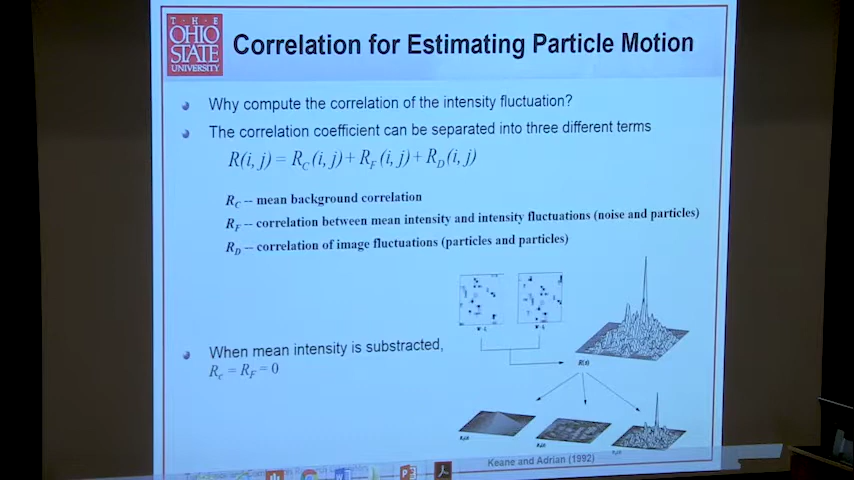 T · H · E
OHIO
STATE
UNIVERSITY
Correlation for Estimating Particle Motion
Why compute the correlation of the intensity fluctuation?
The correlation coefficient can be separated into three different terms
R(i, j) = R_C(i, j) + R_F(i, j) + R_D(i, j)
R_C -- mean background correlation
R_F -- correlation between mean intensity and intensity fluctuations (noise and particles)
R_D -- correlation of image fluctuations (particles and particles)
When mean intensity is substracted,
R_c = R_F = 0
Keane and Adrian (1992)